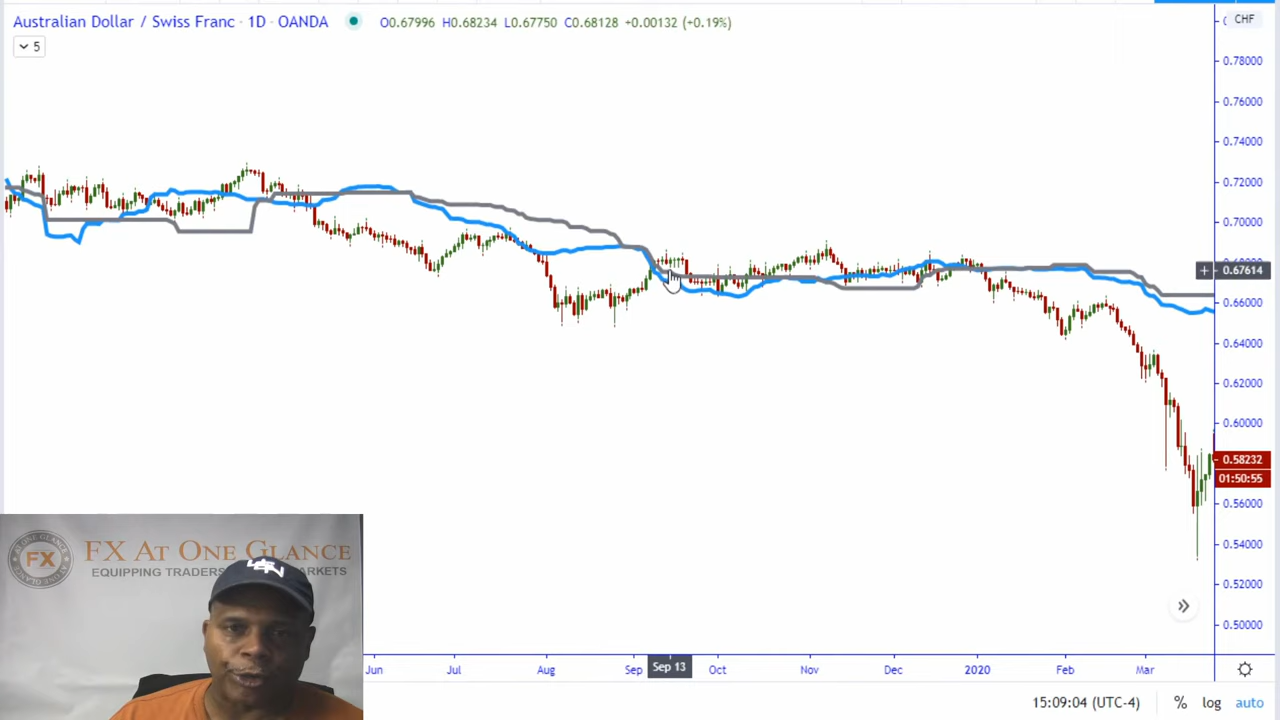 Australian Dollar / Swiss Franc · 1D · OANDA O0.67996 H0.68234 L0.67750 C0.68128 +0.00132 (+0.19%)
CHF
5
0.78000
0.76000
0.74000
0.72000
0.70000
0.67614
0.66000
0.64000
0.62000
0.60000
0.58232
01:50:55
0.56000
0.54000
0.52000
0.50000
FX
FX AT ONE GLANCE
EQUIPPING TRADERS
Jun Jul Aug Sep Sep 13 Oct Nov Dec 2020 Feb Mar
15:09:04 (UTC-4) % log auto